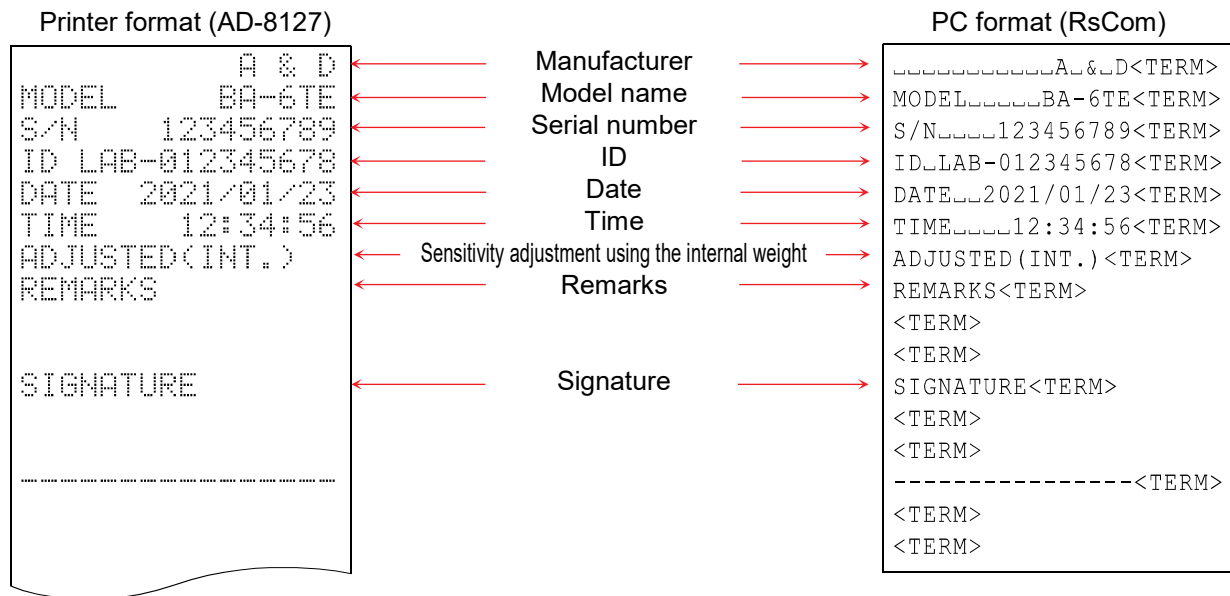 Printer format (AD-8127)
A & D
MODEL BA-6TE
S/N 123456789
ID LAB-012345678
DATE 2021/01/23
TIME 12:34:56
ADJUSTED(INT.)
REMARKS
SIGNATURE
----------------
Manufacturer
Model name
Serial number
ID
Date
Time
Sensitivity adjustment using the internal weight
Remarks
Signature
PC format (RsCom)
␣␣␣␣␣␣␣␣␣␣␣A␣&␣D<TERM>
MODEL␣␣␣␣␣BA-6TE<TERM>
S/N␣␣␣␣123456789<TERM>
ID␣LAB-012345678<TERM>
DATE␣␣2021/01/23<TERM>
TIME␣␣␣␣12:34:56<TERM>
ADJUSTED(INT.)<TERM>
REMARKS<TERM>
<TERM>
<TERM>
SIGNATURE<TERM>
<TERM>
<TERM>
----------------<TERM>
<TERM>
<TERM>